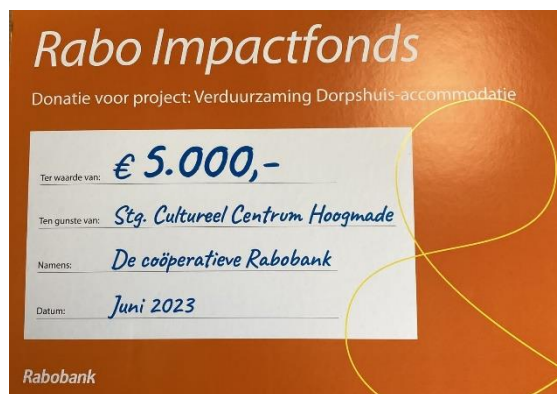 Rabo Impactfonds
Donatie voor project: Verduurzaming Dorpshuis-accommodatie
Ter waarde van: € 5.000,-
Ten gunste van: Stg. Cultureel Centrum Hoogmade
Namens: De coöperatieve Rabobank
Datum: Juni 2023
Rabobank